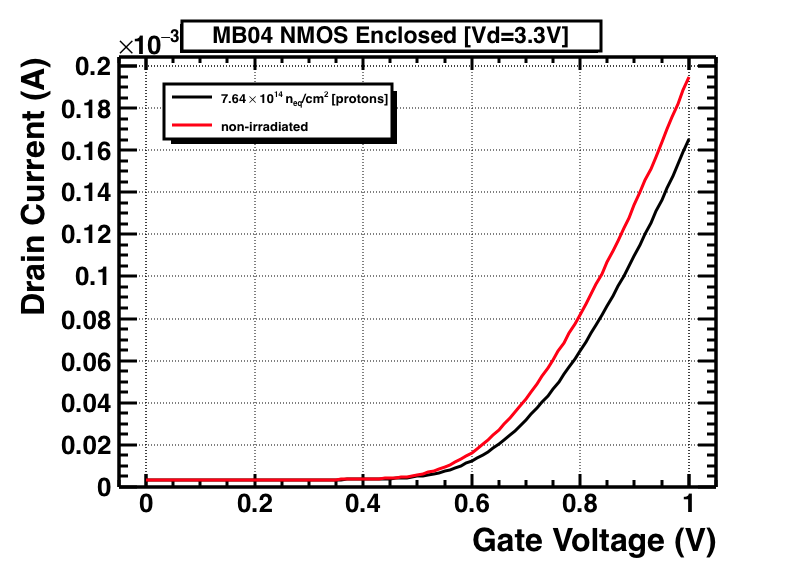 ×10⁻³
MB04 NMOS Enclosed [Vd=3.3V]
7.64 × 10¹⁴ nₑq/cm² [protons]
non-irradiated
Drain Current (A)
0.2
0.18
0.16
0.14
0.12
0.1
0.08
0.06
0.04
0.02
0
0 0.2 0.4 0.6 0.8 1
Gate Voltage (V)